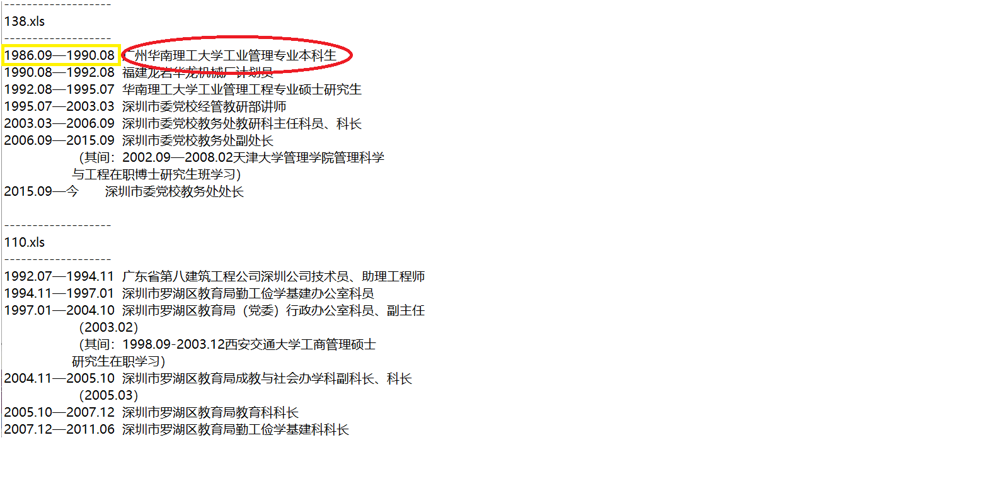 -------------------
138.xls
-------------------
1986.09—1990.08 广州华南理工大学工业管理专业本科生
1990.08—1992.08 福建龙岩华龙机械厂计划员
1992.08—1995.07 华南理工大学工业管理工程专业硕士研究生
1995.07—2003.03 深圳市委党校经管教研部讲师
2003.03—2006.09 深圳市委党校教务处教研科主任科员、科长
2006.09—2015.09 深圳市委党校教务处副处长
（其间：2002.09—2008.02天津大学管理学院管理科学
与工程在职博士研究生班学习）
2015.09—今 深圳市委党校教务处处长
-------------------
110.xls
-------------------
1992.07—1994.11 广东省第八建筑工程公司深圳公司技术员、助理工程师
1994.11—1997.01 深圳市罗湖区教育局勤工俭学基建办公室科员
1997.01—2004.10 深圳市罗湖区教育局（党委）行政办公室科员、副主任
（2003.02）
（其间：1998.09-2003.12西安交通大学工商管理硕士
研究生在职学习）
2004.11—2005.10 深圳市罗湖区教育局成教与社会办学科副科长、科长
（2005.03）
2005.10—2007.12 深圳市罗湖区教育局教育科科长
2007.12—2011.06 深圳市罗湖区教育局勤工俭学基建科科长